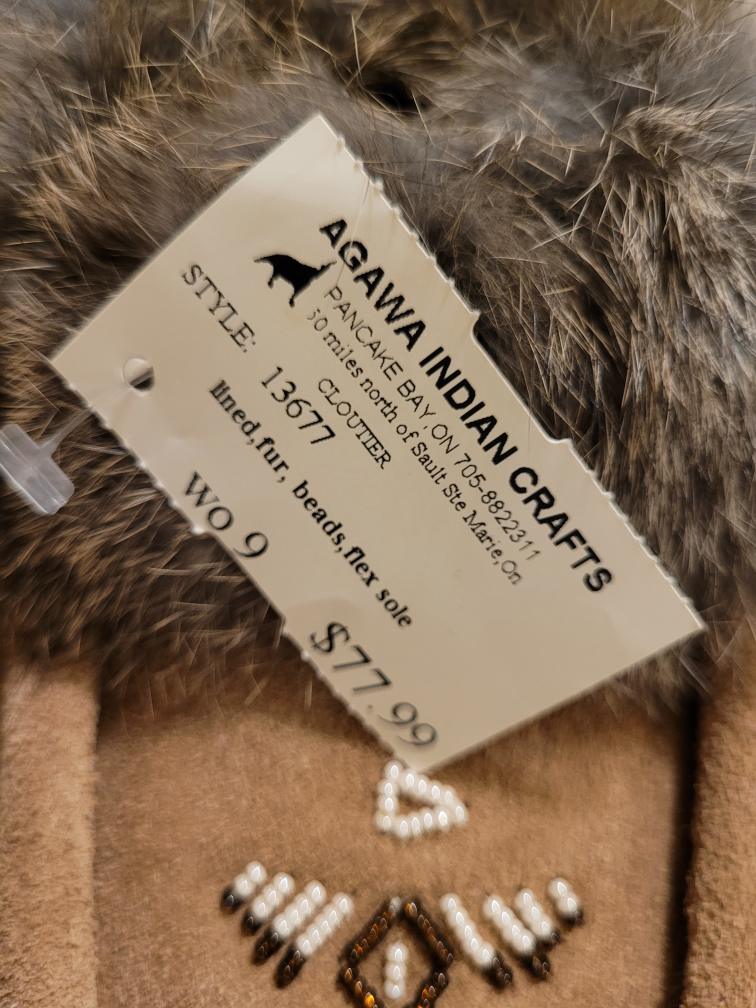 AGAWA INDIAN CRAFTS
PANCAKE BAY, ON 705-8822311
50 miles north of Sault Ste Marie,On
CLOUTIER
STYLE: 13677
lined,fur, beads,flex sole
WO 9
$77.99